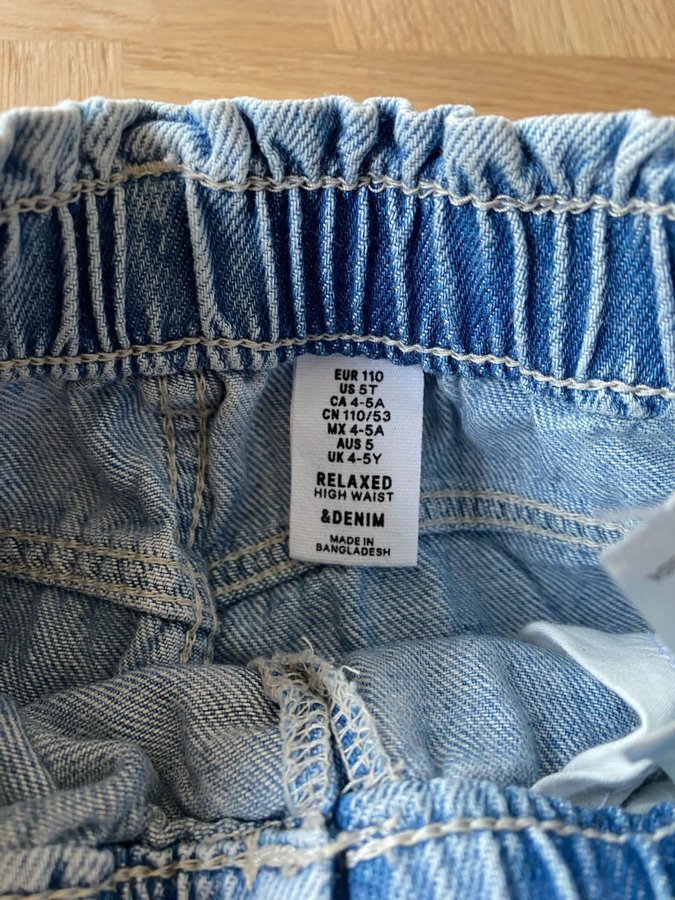 EUR 110
US 5T
CA 4-5A
CN 110/53
MX 4-5A
AUS 5
UK 4-5Y
RELAXED
HIGH WAIST
&DENIM
MADE IN
BANGLADESH